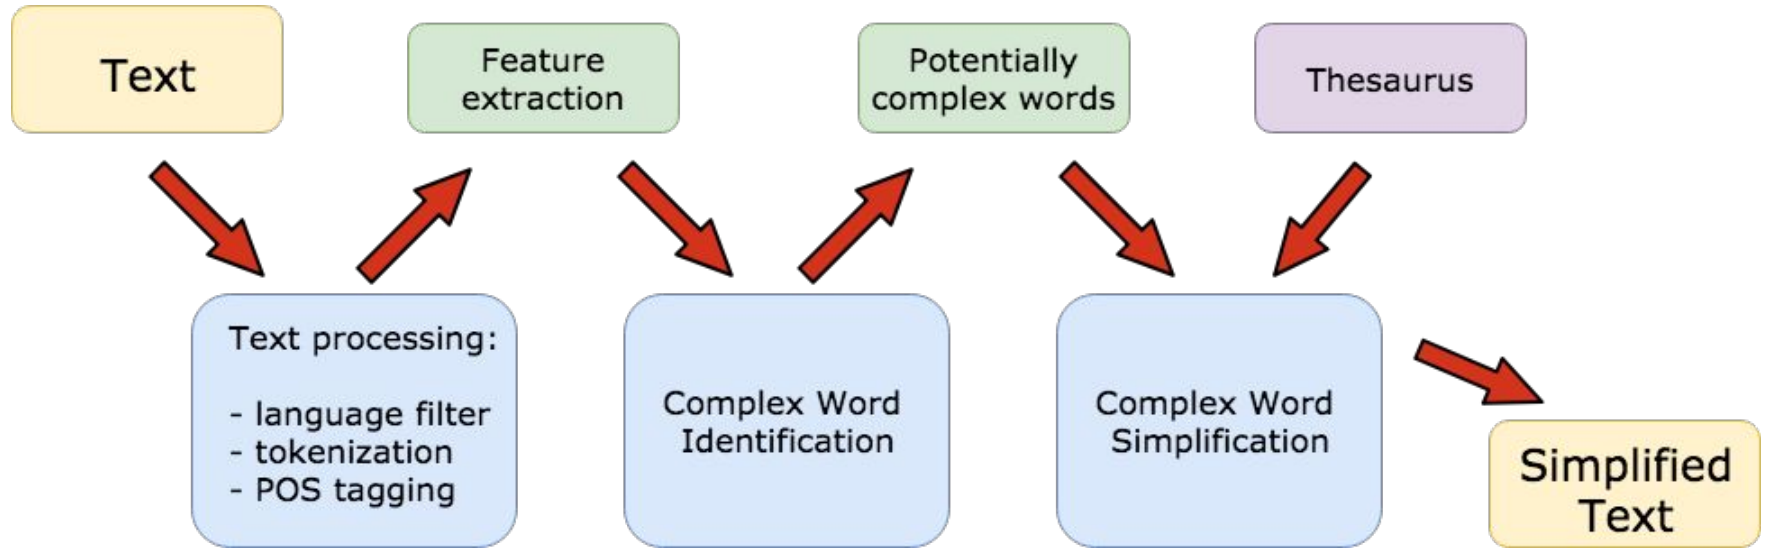 Text
Feature
extraction
Potentially
complex words
Thesaurus
Text processing:
- language filter
- tokenization
- POS tagging
Complex Word
Identification
Complex Word
Simplification
Simplified
Text